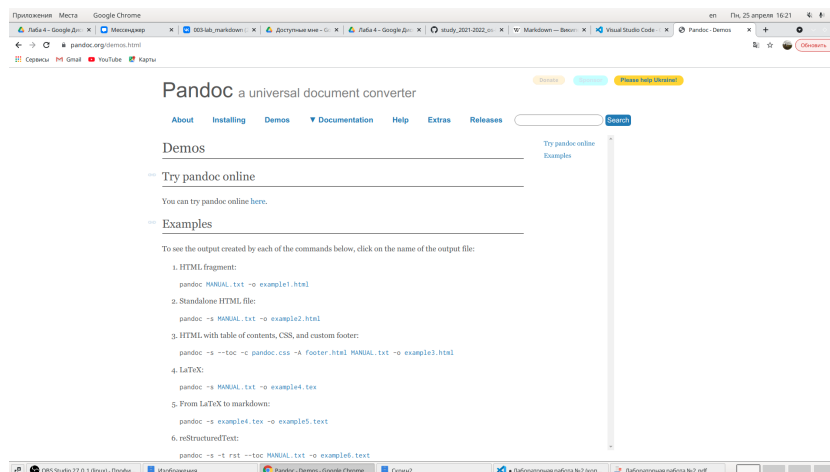 Приложения Места Google Chrome en Пн, 25 апреля 16:21
Лаба 4 – Google Дис Мессенджер 003-lab_markdown Доступные мне – G Лаба 4 – Google Дис study_2021-2022_os Markdown — Викип Visual Studio Code - Pandoc - Demos
pandoc.org/demos.html Обновить
Сервисы Gmail YouTube Карты
Donate Sponsor Please help Ukraine!
Pandoc a universal document converter
About Installing Demos ▼ Documentation Help Extras Releases Search
Demos
Try pandoc online
Examples
Try pandoc online
You can try pandoc online here.
Examples
To see the output created by each of the commands below, click on the name of the output file:
1. HTML fragment:
pandoc MANUAL.txt -o example1.html
2. Standalone HTML file:
pandoc -s MANUAL.txt -o example2.html
3. HTML with table of contents, CSS, and custom footer:
pandoc -s --toc -c pandoc.css -A footer.html MANUAL.txt -o example3.html
4. LaTeX:
pandoc -s MANUAL.txt -o example4.tex
5. From LaTeX to markdown:
pandoc -s example4.tex -o example5.text
6. reStructuredText:
pandoc -s -t rst --toc MANUAL.txt -o example6.text
OBS Studio 27.0.1 (linux) - Профи Изображения Pandoc - Demos - Google Chrome Скрин2 • Лабораторная работа №2 Лабораторная работа №2.pdf